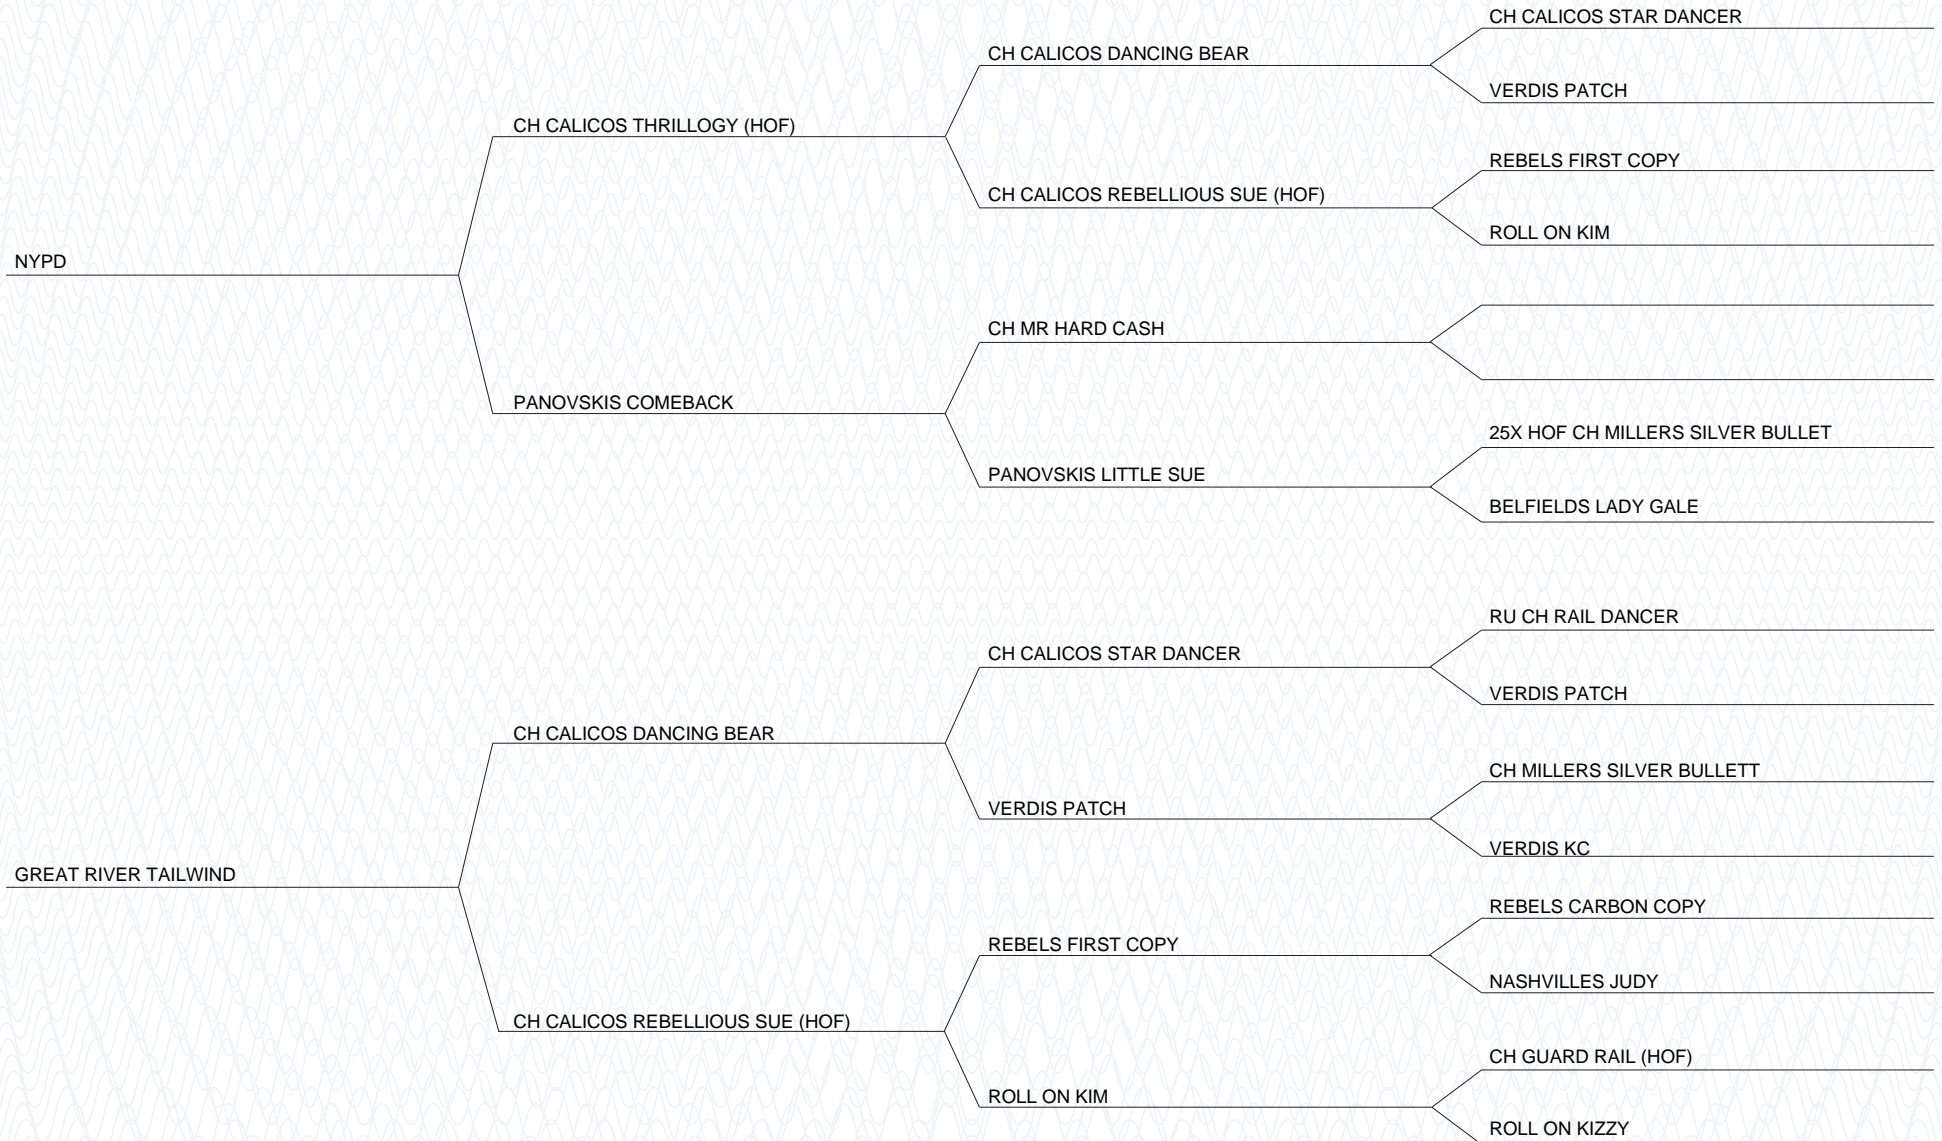 CH CALICOS STAR DANCER
CH CALICOS DANCING BEAR
VERDIS PATCH
CH CALICOS THRILLOGY (HOF)
REBELS FIRST COPY
CH CALICOS REBELLIOUS SUE (HOF)
ROLL ON KIM
NYPD
CH MR HARD CASH
PANOVSKIS COMEBACK
25X HOF CH MILLERS SILVER BULLET
PANOVSKIS LITTLE SUE
BELFIELDS LADY GALE
RU CH RAIL DANCER
CH CALICOS STAR DANCER
VERDIS PATCH
CH CALICOS DANCING BEAR
CH MILLERS SILVER BULLETT
VERDIS PATCH
VERDIS KC
GREAT RIVER TAILWIND
REBELS CARBON COPY
REBELS FIRST COPY
NASHVILLES JUDY
CH CALICOS REBELLIOUS SUE (HOF)
CH GUARD RAIL (HOF)
ROLL ON KIM
ROLL ON KIZZY